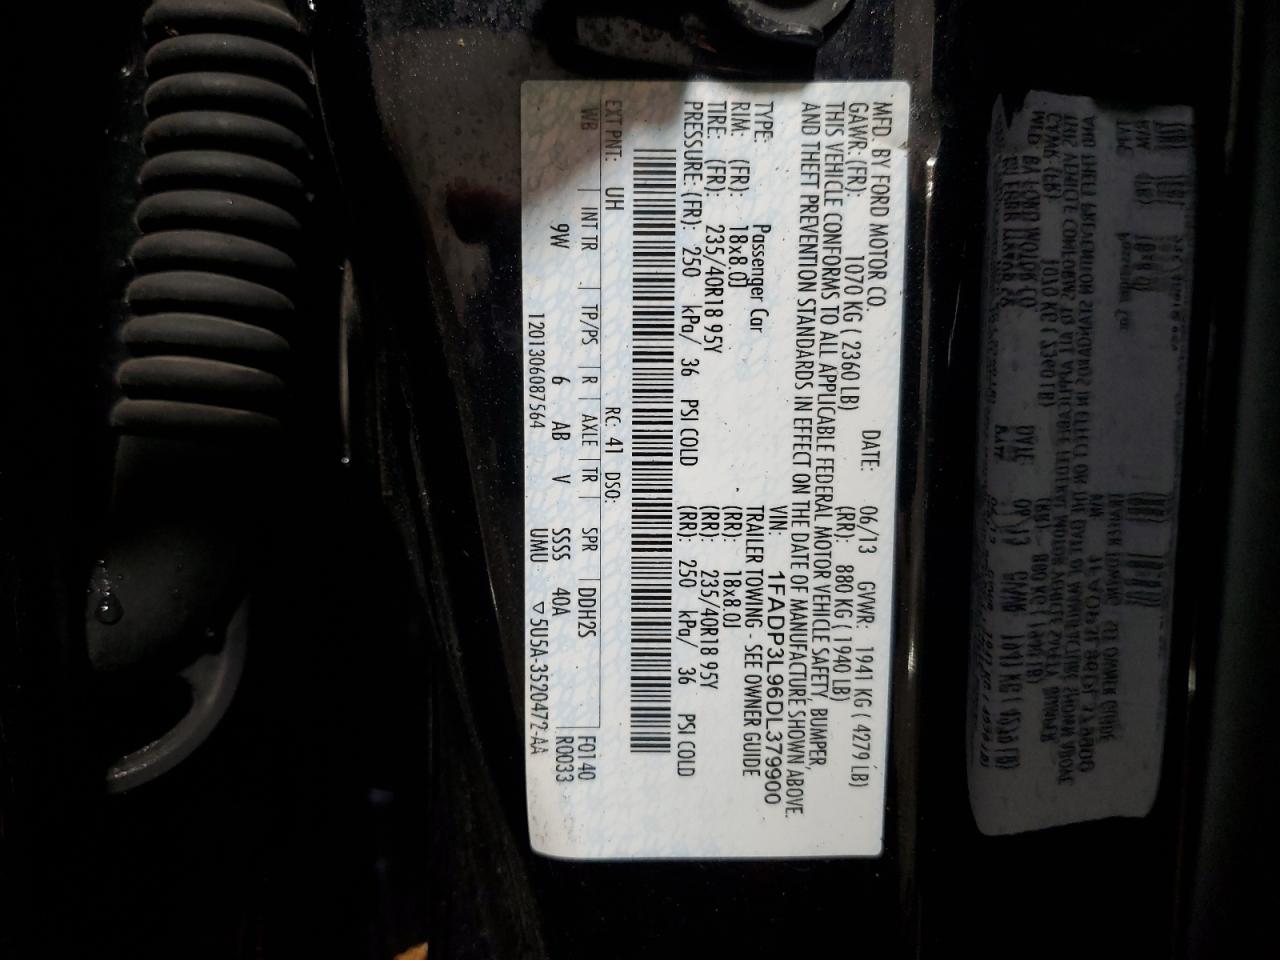 MFD. BY FORD MOTOR CO.
DATE: 06/13 GVWR: 1941 KG ( 4279 LB)
GAWR: (FR): 1070 KG ( 2360 LB) (RR): 880 KG ( 1940 LB)
THIS VEHICLE CONFORMS TO ALL APPLICABLE FEDERAL MOTOR VEHICLE SAFETY, BUMPER,
AND THEFT PREVENTION STANDARDS IN EFFECT ON THE DATE OF MANUFACTURE SHOWN ABOVE.
VIN: 1FADP3L96DL379900
TYPE: Passenger Car TRAILER TOWING - SEE OWNER GUIDE
RIM: (FR): 18x8.0J (RR): 18x8.0J
TIRE: (FR): 235/40R18 95Y (RR): 235/40R18 95Y
PRESSURE: (FR): 250 kPa/ 36 PSI COLD (RR): 250 kPa/ 36 PSI COLD
EXT PNT: UH RC: 41 DSO:
WB INT TR TP/PS R AXLE TR SPR DDH2S F0140
9W 6 AB V SSSS 40A R0033
1201306087564 UMU ▽5U5A-3520472-AA